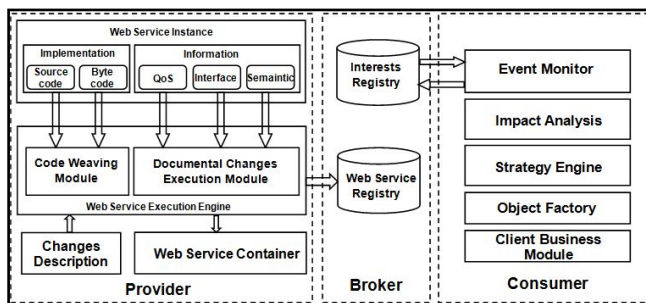 Web Service Instance
Implementation
Information
Source
code
Byte
code
QoS
Interface
Semaintic
Code Weaving
Module
Documental Changes
Execution Module
Web Service Execution Engine
Changes
Description
Web Service Container
Provider
Interests
Registry
Web Service
Registry
Broker
Event Monitor
Impact Analysis
Strategy Engine
Object Factory
Client Business
Module
Consumer